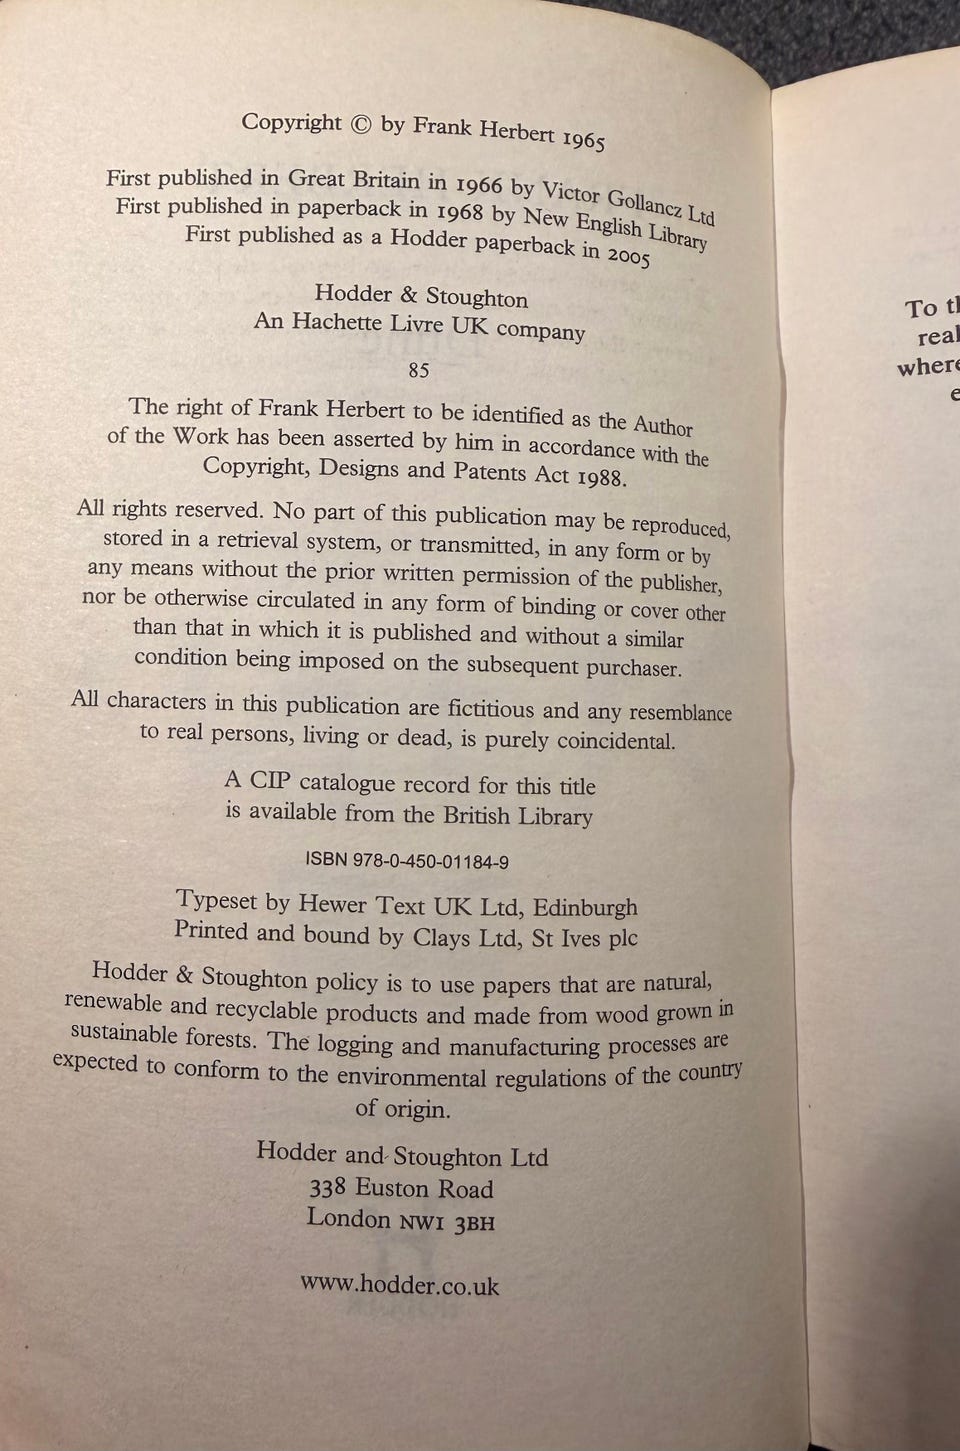 Copyright © by Frank Herbert 1965
First published in Great Britain in 1966 by Victor Gollancz Ltd
First published in paperback in 1968 by New English Library
First published as a Hodder paperback in 2005
Hodder & Stoughton
An Hachette Livre UK company
85
The right of Frank Herbert to be identified as the Author
of the Work has been asserted by him in accordance with the
Copyright, Designs and Patents Act 1988.
All rights reserved. No part of this publication may be reproduced,
stored in a retrieval system, or transmitted, in any form or by
any means without the prior written permission of the publisher,
nor be otherwise circulated in any form of binding or cover other
than that in which it is published and without a similar
condition being imposed on the subsequent purchaser.
All characters in this publication are fictitious and any resemblance
to real persons, living or dead, is purely coincidental.
A CIP catalogue record for this title
is available from the British Library
ISBN 978-0-450-01184-9
Typeset by Hewer Text UK Ltd, Edinburgh
Printed and bound by Clays Ltd, St Ives plc
Hodder & Stoughton policy is to use papers that are natural,
renewable and recyclable products and made from wood grown in
sustainable forests. The logging and manufacturing processes are
expected to conform to the environmental regulations of the country
of origin.
Hodder and Stoughton Ltd
338 Euston Road
London NW1 3BH
www.hodder.co.uk
To